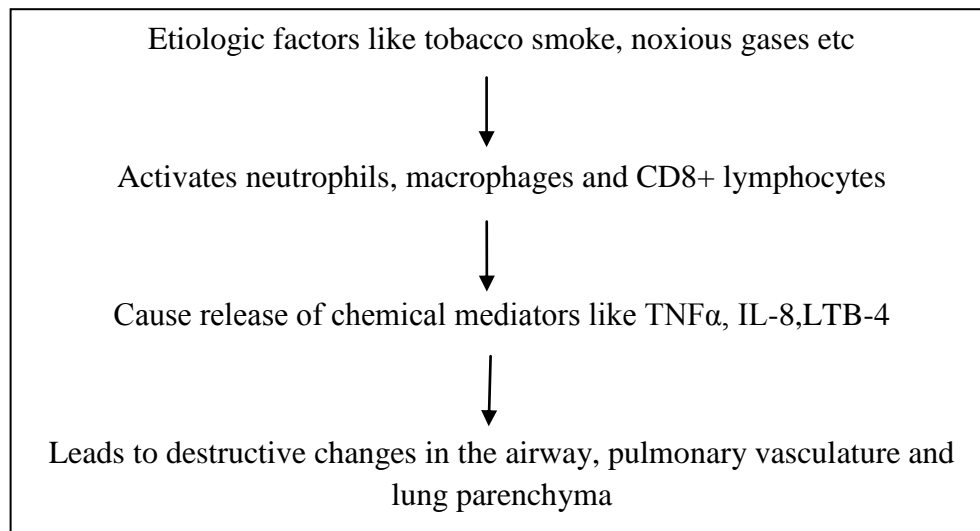 Etiologic factors like tobacco smoke, noxious gases etc
Activates neutrophils, macrophages and CD8+ lymphocytes
Cause release of chemical mediators like TNFα, IL-8,LTB-4
Leads to destructive changes in the airway, pulmonary vasculature and
lung parenchyma